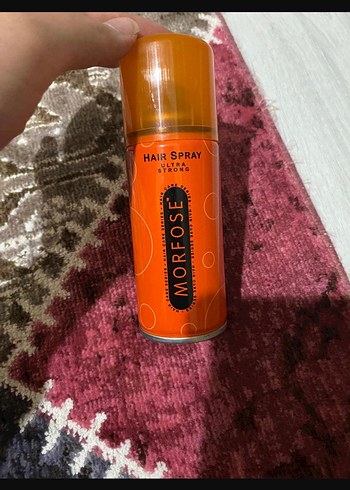 HAIR SPRAY
ULTRA
STRONG
MORFOSE